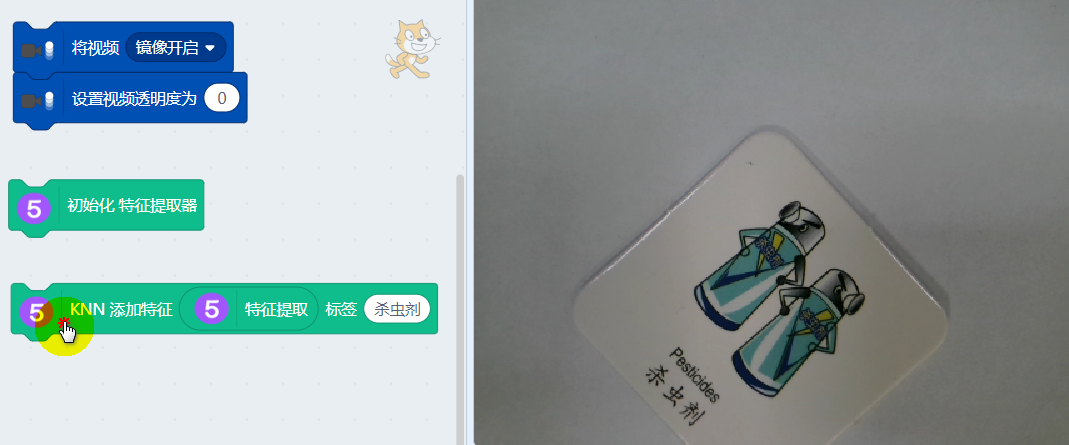 将视频 镜像开启
设置视频透明度为 0
5 初始化 特征提取器
5 KNN 添加特征 5 特征提取 标签 杀虫剂
Pesticides
杀虫剂